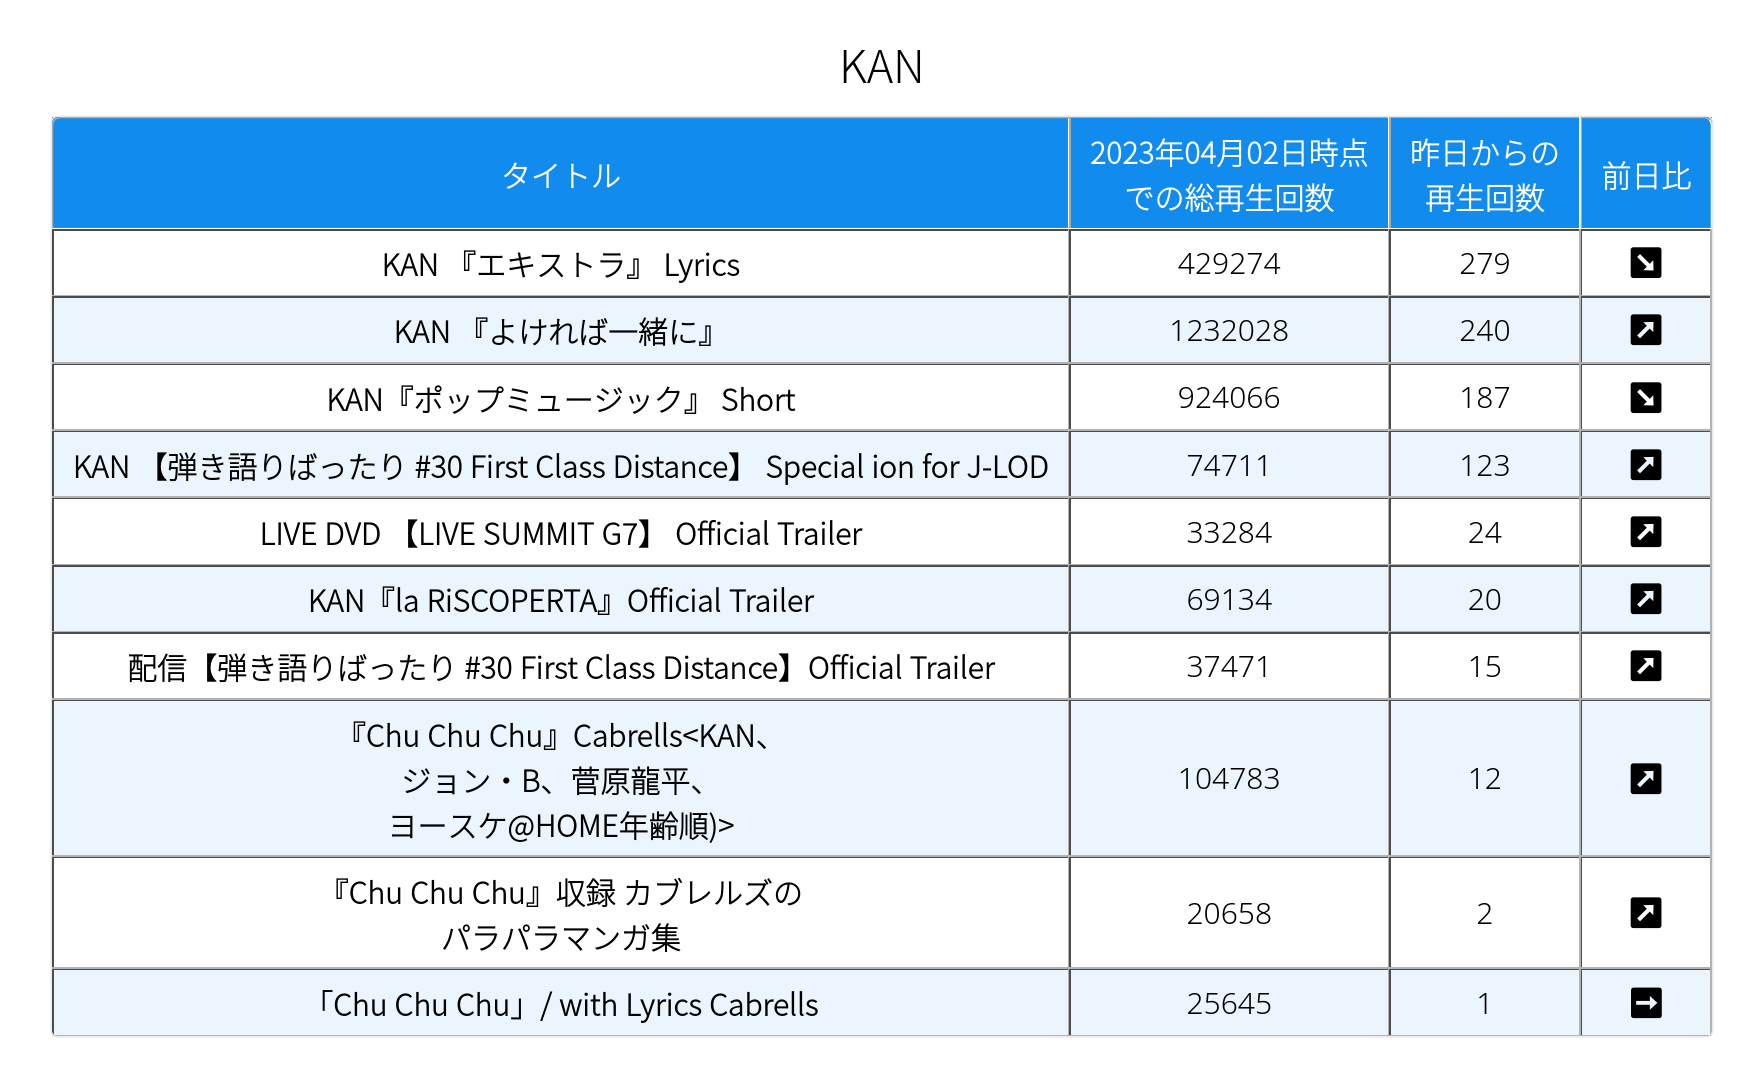 KAN
タイトル
2023年04月02日時点
での総再生回数
昨日からの
再生回数
前日比
KAN 『エキストラ』 Lyrics
429274
279
KAN 『よければ一緒に』
1232028
240
KAN『ポップミュージック』 Short
924066
187
KAN 【弾き語りばったり #30 First Class Distance】 Special ion for J-LOD
74711
123
LIVE DVD 【LIVE SUMMIT G7】 Official Trailer
33284
24
KAN『la RiSCOPERTA』Official Trailer
69134
20
配信【弾き語りばったり #30 First Class Distance】Official Trailer
37471
15
『Chu Chu Chu』Cabrells<KAN、
ジョン・B、菅原龍平、
ヨースケ@HOME年齢順)>
104783
12
『Chu Chu Chu』収録 カブレルズの
パラパラマンガ集
20658
2
「Chu Chu Chu」/ with Lyrics Cabrells
25645
1